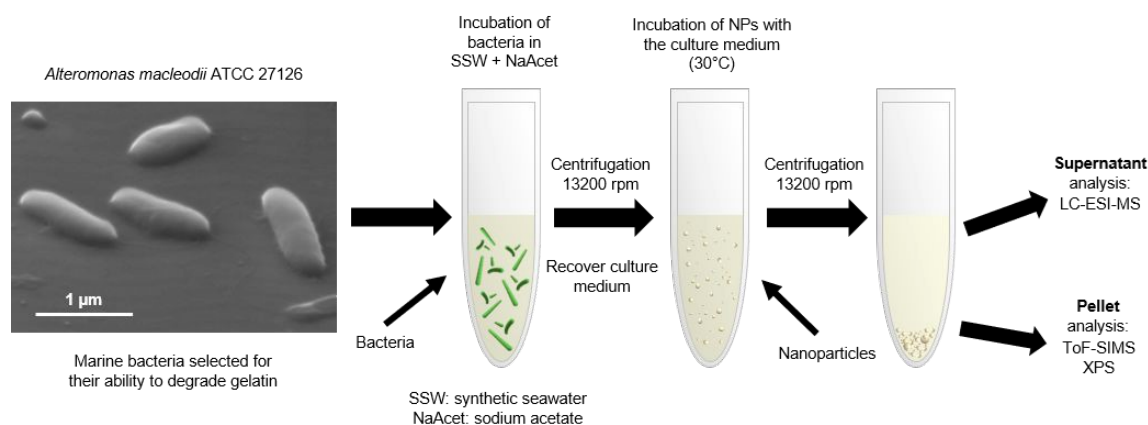 Alteromonas macleodii ATCC 27126
1 µm
Marine bacteria selected for
their ability to degrade gelatin
Incubation of
bacteria in
SSW + NaAcet
Bacteria
SSW: synthetic seawater
NaAcet: sodium acetate
Centrifugation
13200 rpm
Recover culture
medium
Incubation of NPs with
the culture medium
(30°C)
Nanoparticles
Centrifugation
13200 rpm
Supernatant
analysis:
LC-ESI-MS
Pellet
analysis:
ToF-SIMS
XPS